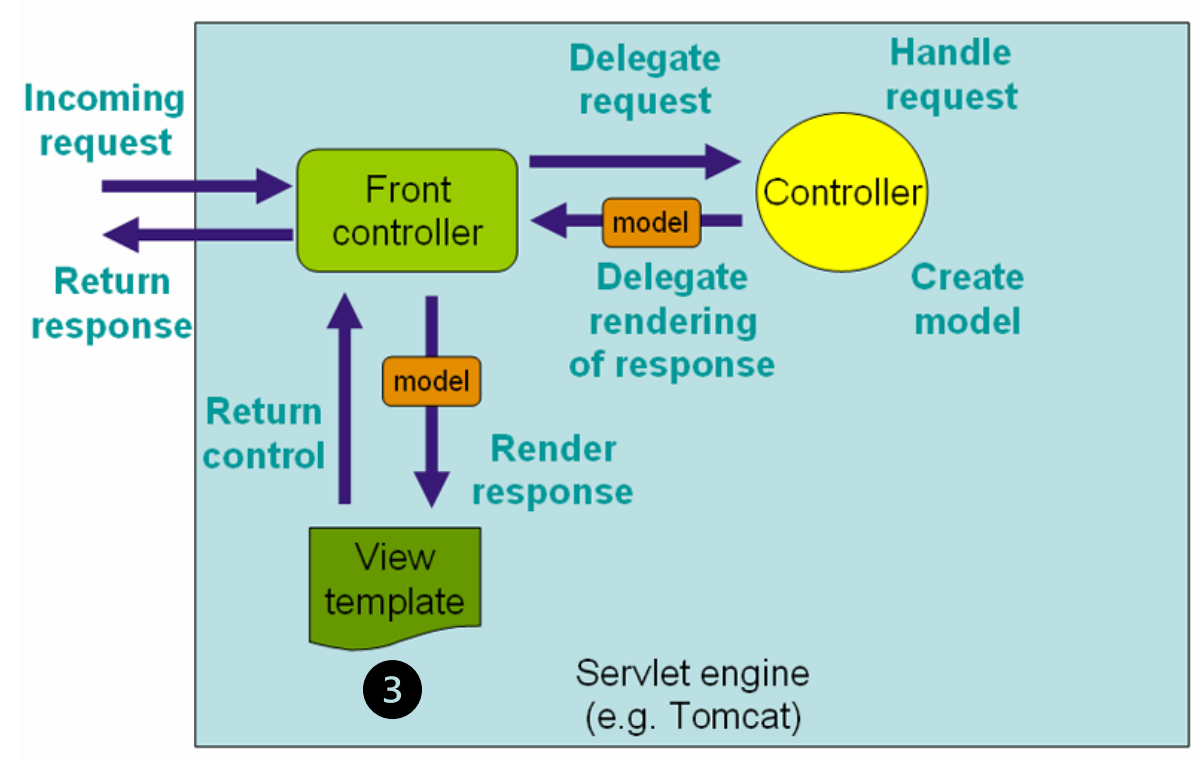 Incoming
request
Return
response
Front
controller
Delegate
request
model
Delegate
rendering
of response
Handle
request
Controller
Create
model
Return
control
model
Render
response
View
template
3
Servlet engine
(e.g. Tomcat)